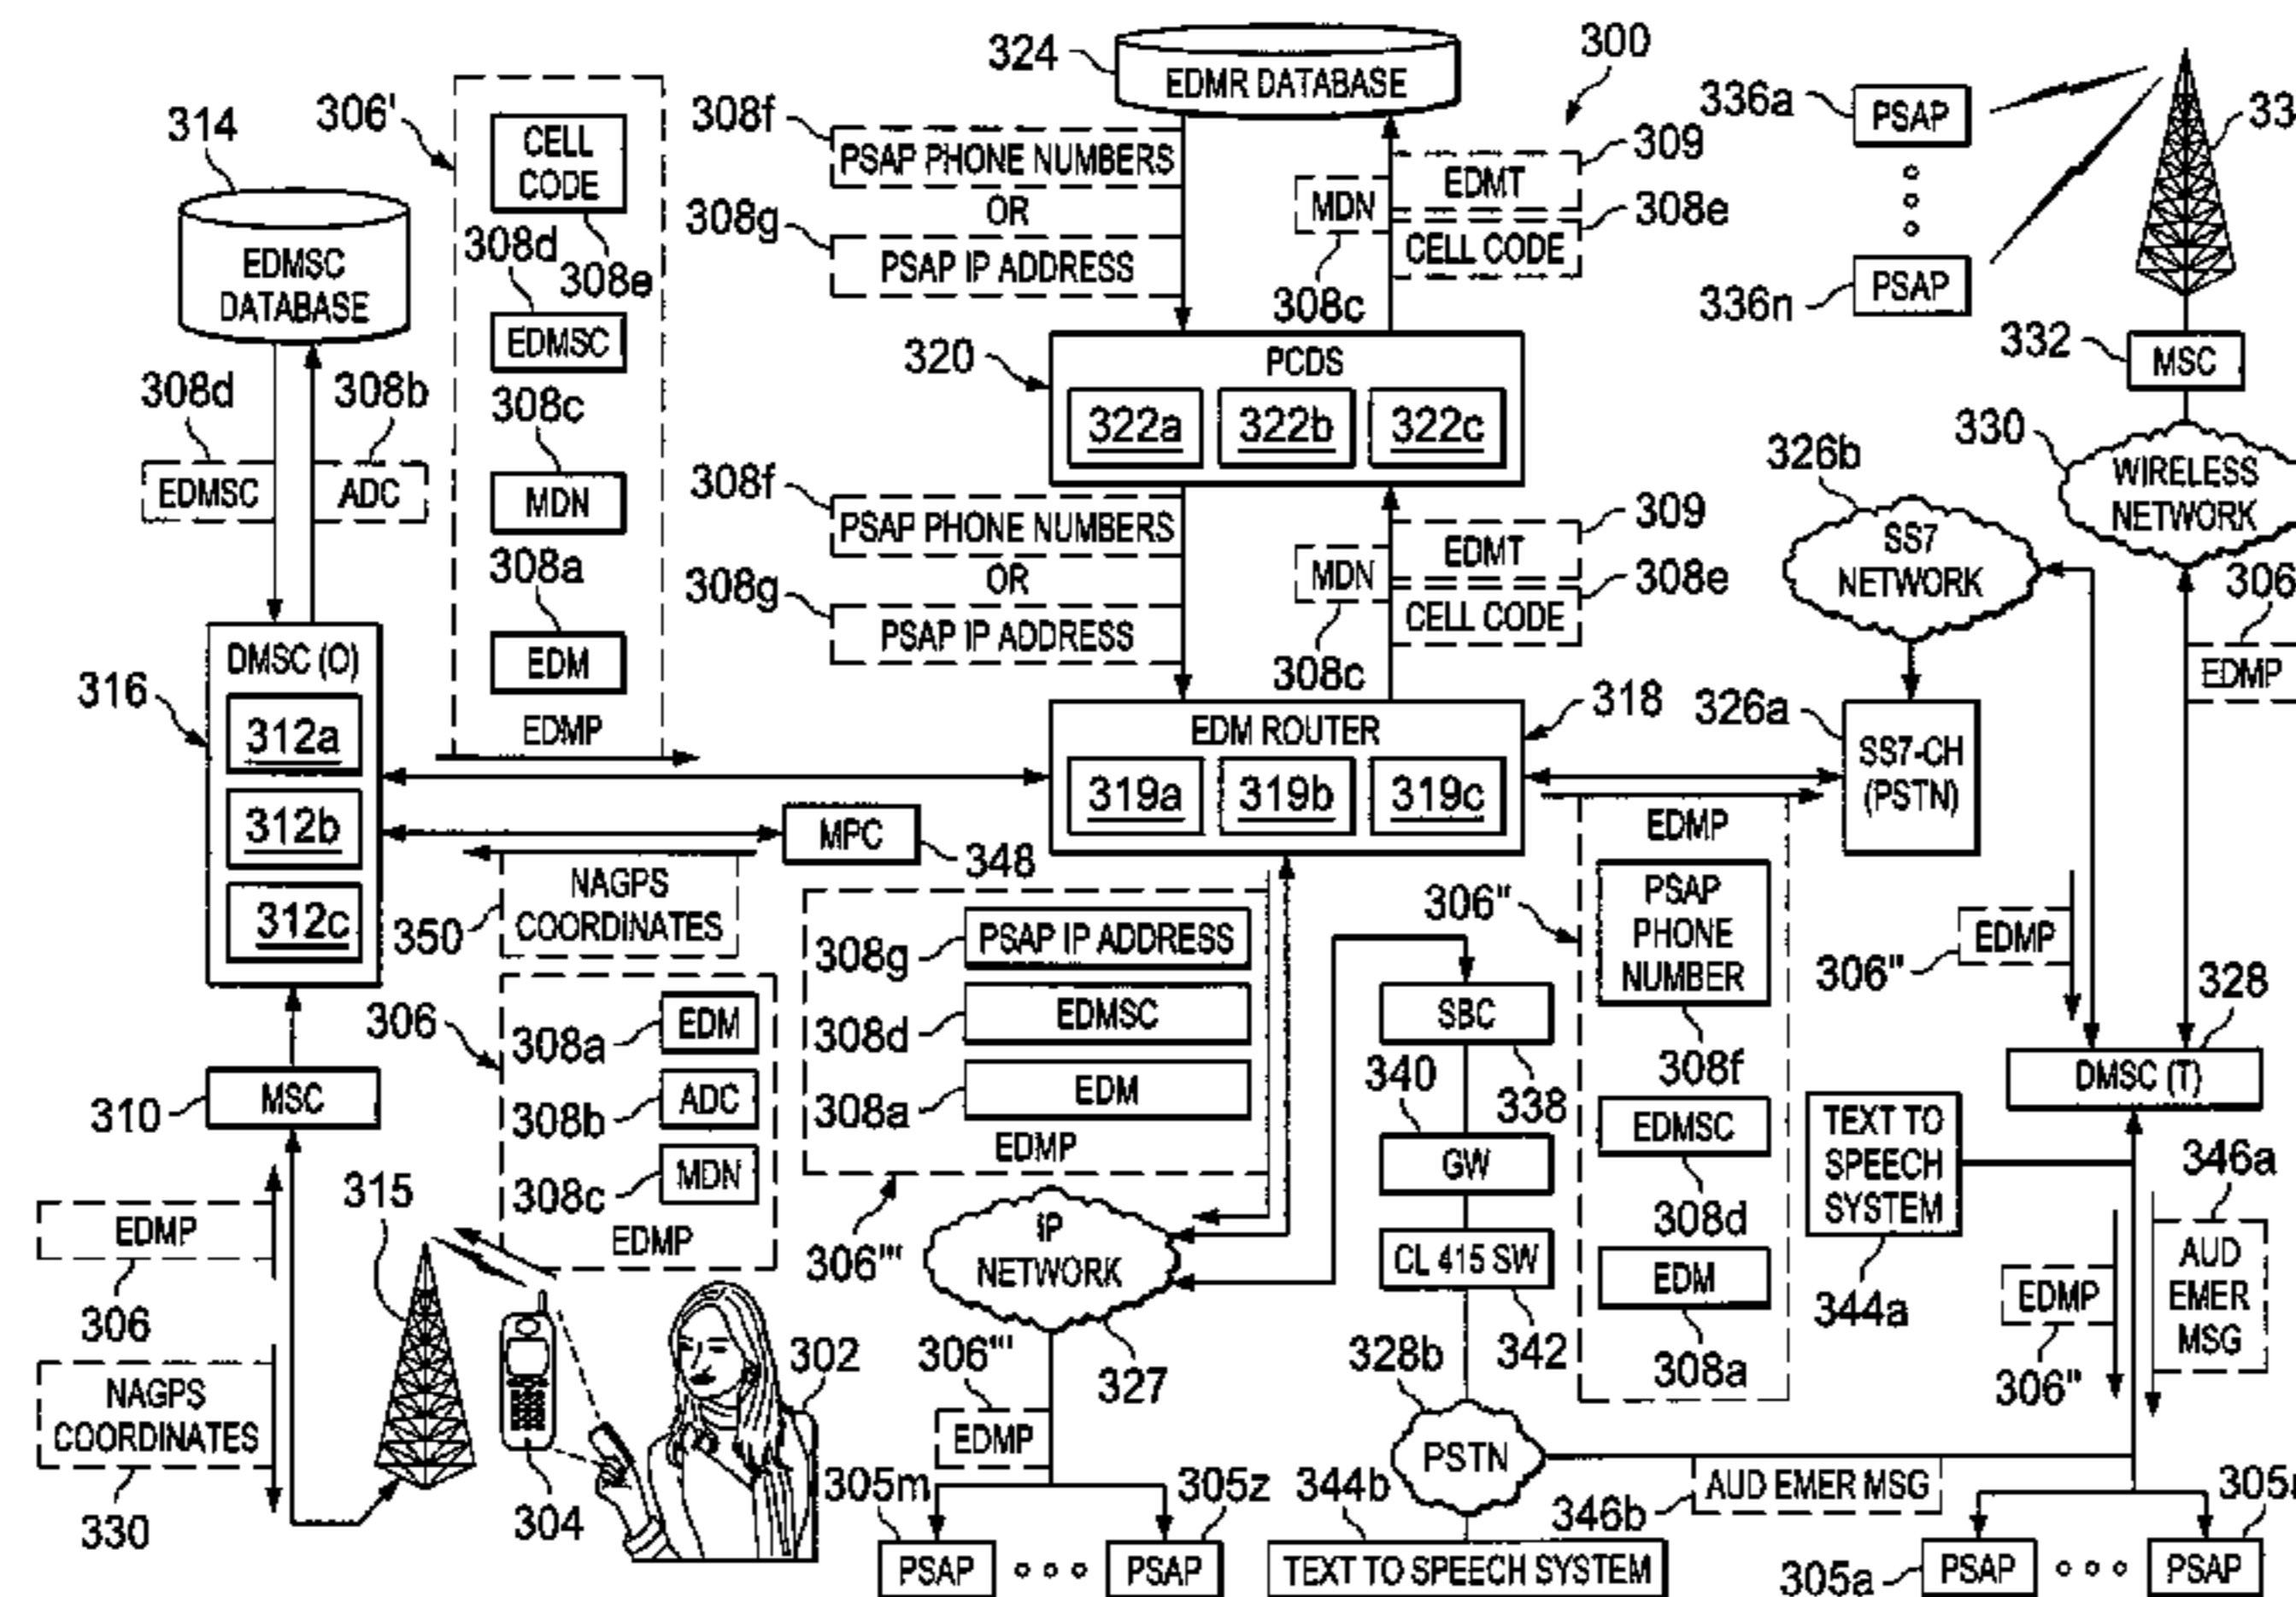 324
EDMR DATABASE
300
314
306'
CELL
CODE
308d
308e
EDMSC
308c
MDN
308a
EDM
EDMP
EDMSC
DATABASE
308d
EDMSC
308b
ADC
308f
PSAP PHONE NUMBERS
OR
308g
PSAP IP ADDRESS
MDN
308c
EDMT
309
CELL CODE
308e
336a
PSAP
336n
PSAP
332
MSC
330
WIRELESS
NETWORK
320
PCDS
322a
322b
322c
308f
PSAP PHONE NUMBERS
OR
308g
PSAP IP ADDRESS
MDN
308c
EDMT
309
CELL CODE
308e
326b
SS7
NETWORK
EDMP
316
DMSC (O)
312a
312b
312c
EDM ROUTER
318
319a
319b
319c
326a
SS7-CH
(PSTN)
MPC
348
350
NAGPS
COORDINATES
306
308a
EDM
308b
ADC
308c
MDN
EDMP
308g
PSAP IP ADDRESS
308d
EDMSC
308a
EDM
EDMP
306'''
306''
EDMP
PSAP
PHONE
NUMBER
308f
EDMSC
308d
EDM
308a
SBC
338
340
GW
CL 415 SW
342
EDMP
306''
328
DMSC (T)
TEXT TO
SPEECH
SYSTEM
344a
346a
AUD
EMER
MSG
EDMP
306''
310
MSC
EDMP
306
NAGPS
COORDINATES
330
315
304
302
IP
NETWORK
327
306'''
EDMP
305m
PSAP
305z
PSAP
328b
PSTN
344b
TEXT TO SPEECH SYSTEM
346b
AUD EMER MSG
305a
PSAP
PSAP